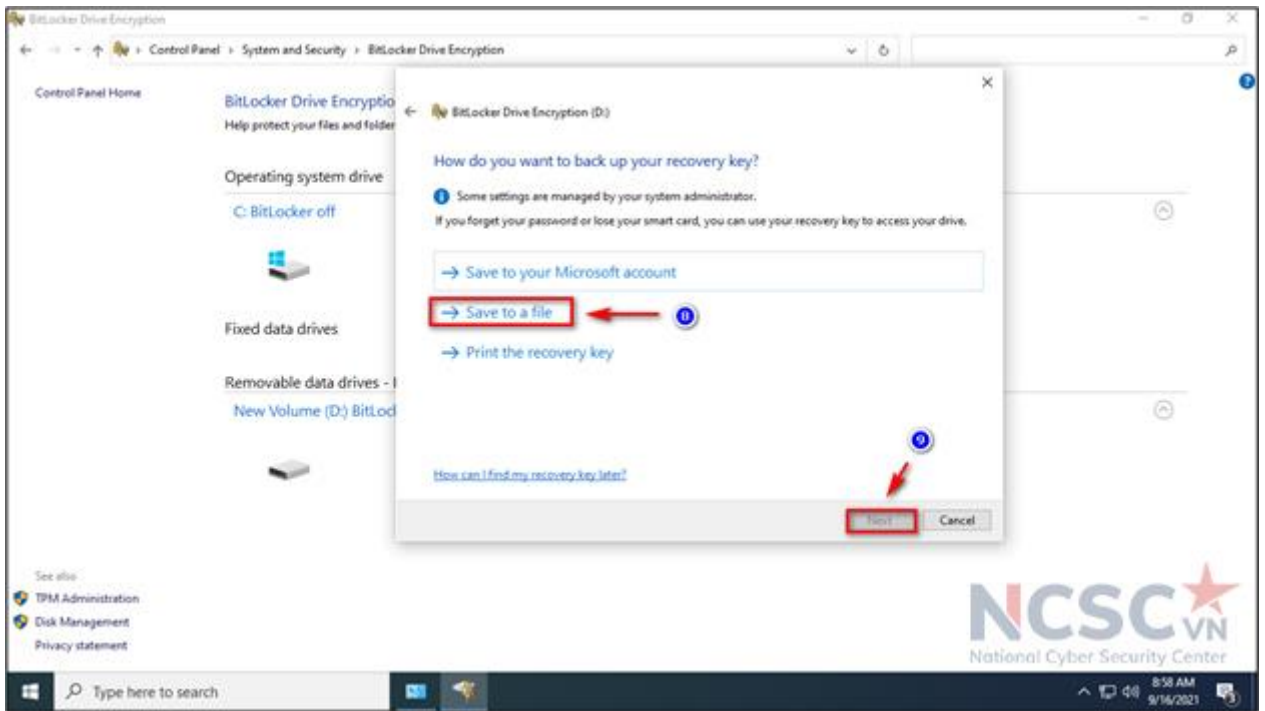 BitLocker Drive Encryption
Control Panel › System and Security › BitLocker Drive Encryption
Control Panel Home
BitLocker Drive Encryptio
Help protect your files and folder
Operating system drive
C: BitLocker off
Fixed data drives
Removable data drives -
New Volume (D:) BitLoc
See also
TPM Administration
Disk Management
Privacy statement
BitLocker Drive Encryption (D:)
How do you want to back up your recovery key?
Some settings are managed by your system administrator.
If you forget your password or lose your smart card, you can use your recovery key to access your drive.
→ Save to your Microsoft account
→ Save to a file
8
→ Print the recovery key
9
How can I find my recovery key later?
Next Cancel
NCSC VN
National Cyber Security Center
Type here to search
8:58 AM
9/16/2021
3